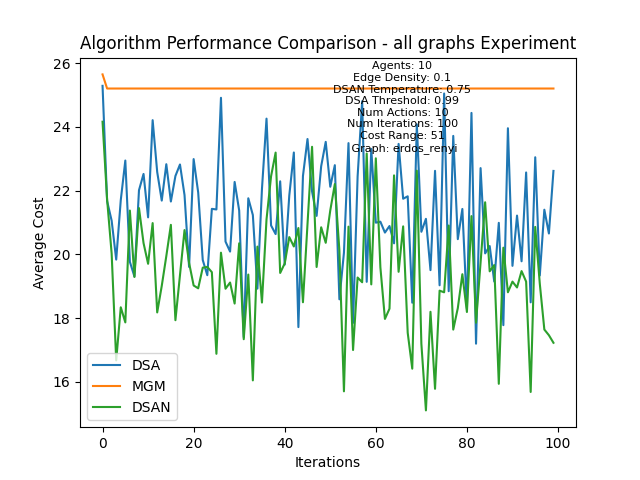 Algorithm Performance Comparison - all graphs Experiment
Agents: 10
Edge Density: 0.1
DSAN Temperature: 0.75
DSA Threshold: 0.99
Num Actions: 10
Num Iterations: 100
Cost Range: 51
Graph: erdos_renyi
26
24
22
20
18
16
Average Cost
DSA
MGM
DSAN
0
20
40
60
80
100
Iterations